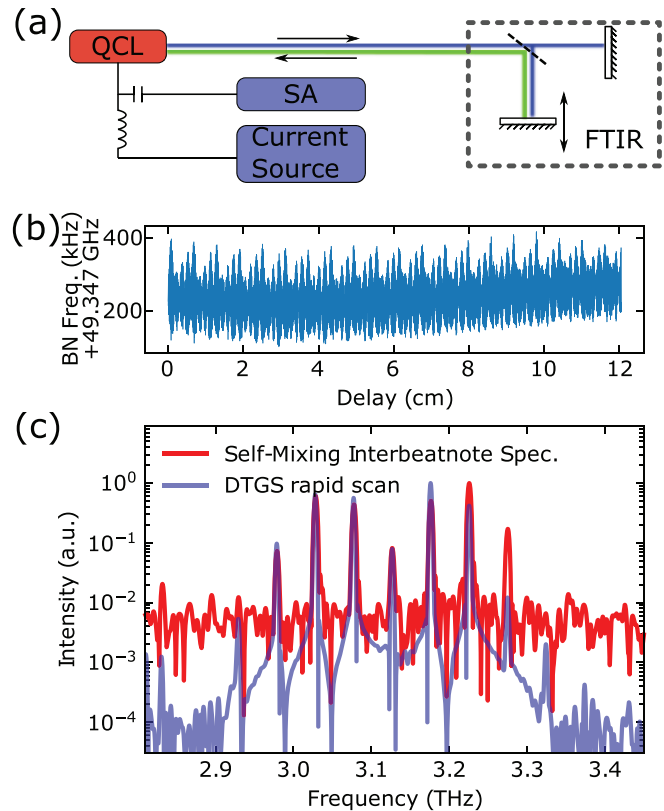 (a)
QCL
SA
Current
Source
FTIR
(b)
BN Freq. (kHz)
+49.347 GHz
400
200
0 2 4 6 8 10 12
Delay (cm)
(c)
Self-Mixing Interbeatnote Spec.
DTGS rapid scan
Intensity (a.u.)
10⁰
10⁻¹
10⁻²
10⁻³
10⁻⁴
2.9 3.0 3.1 3.2 3.3 3.4
Frequency (THz)